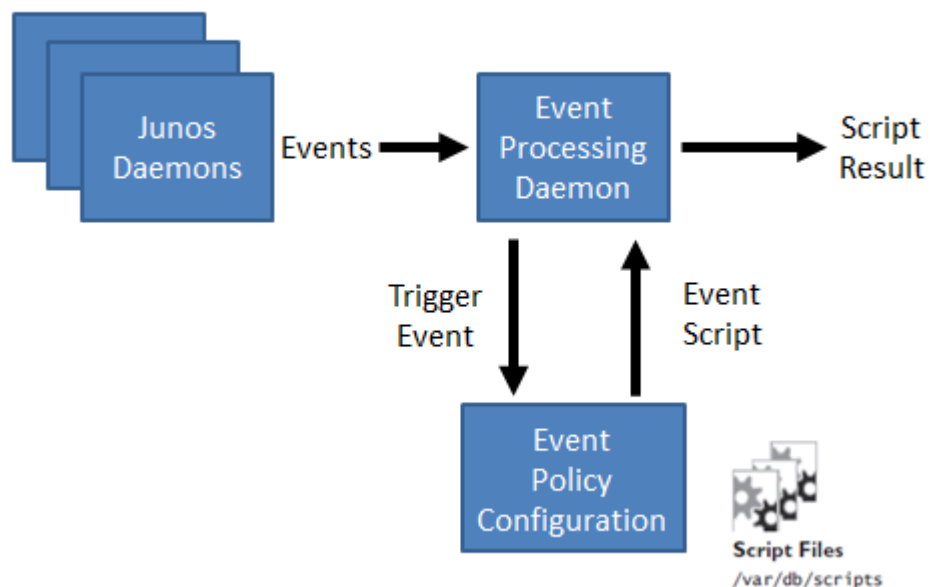 Junos
Daemons
Events
Event
Processing
Daemon
Script
Result
Trigger
Event
Event
Script
Event
Policy
Configuration
Script Files
/var/db/scripts